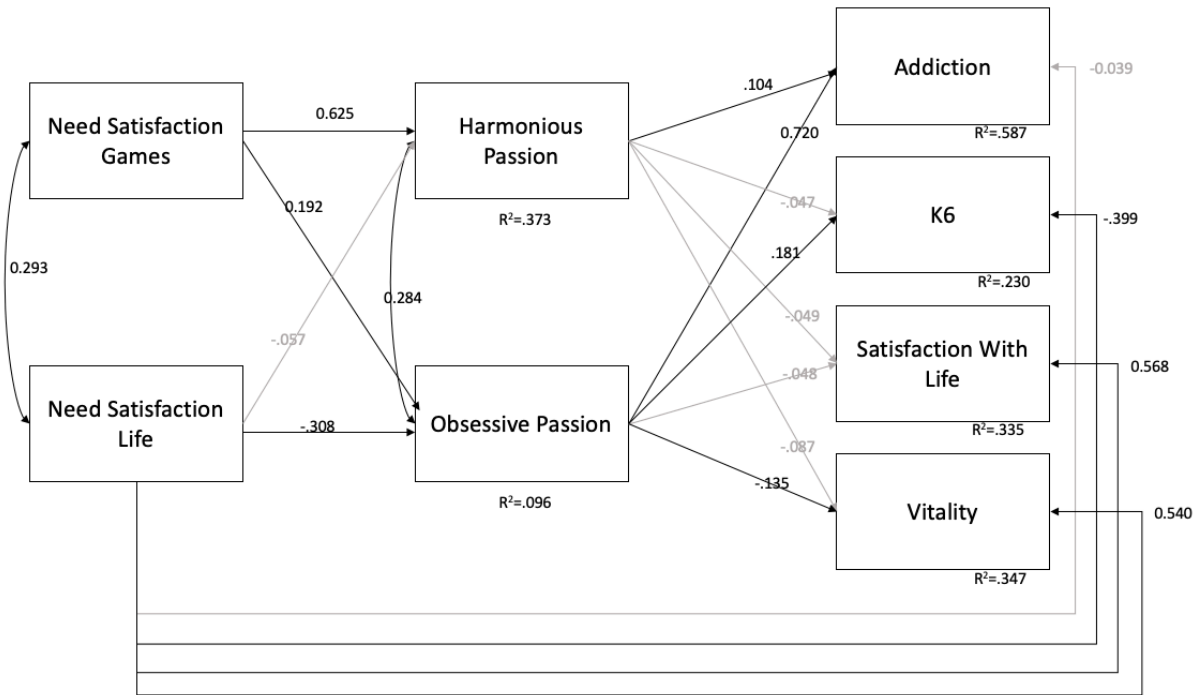 Addiction
-0.039
R²=.587
Need Satisfaction
Games
0.625
Harmonious
Passion
.104
0.720
R²=.373
-.047
K6
-.399
R²=.230
0.192
.181
0.293
0.284
-.057
-.049
-.048
Satisfaction With
Life
0.568
R²=.335
Need Satisfaction
Life
-.308
Obsessive Passion
R²=.096
-.087
-.135
Vitality
0.540
R²=.347